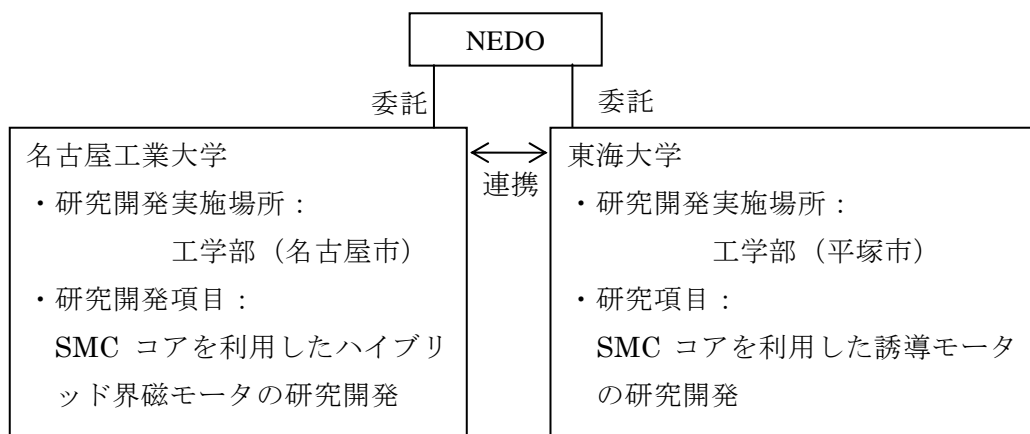 NEDO
委託
委託
名古屋工業大学
・研究開発実施場所：
工学部（名古屋市）
・研究開発項目：
SMC コアを利用したハイブリ
ッド界磁モータの研究開発
連携
東海大学
・研究開発実施場所：
工学部（平塚市）
・研究項目：
SMC コアを利用した誘導モータ
の研究開発